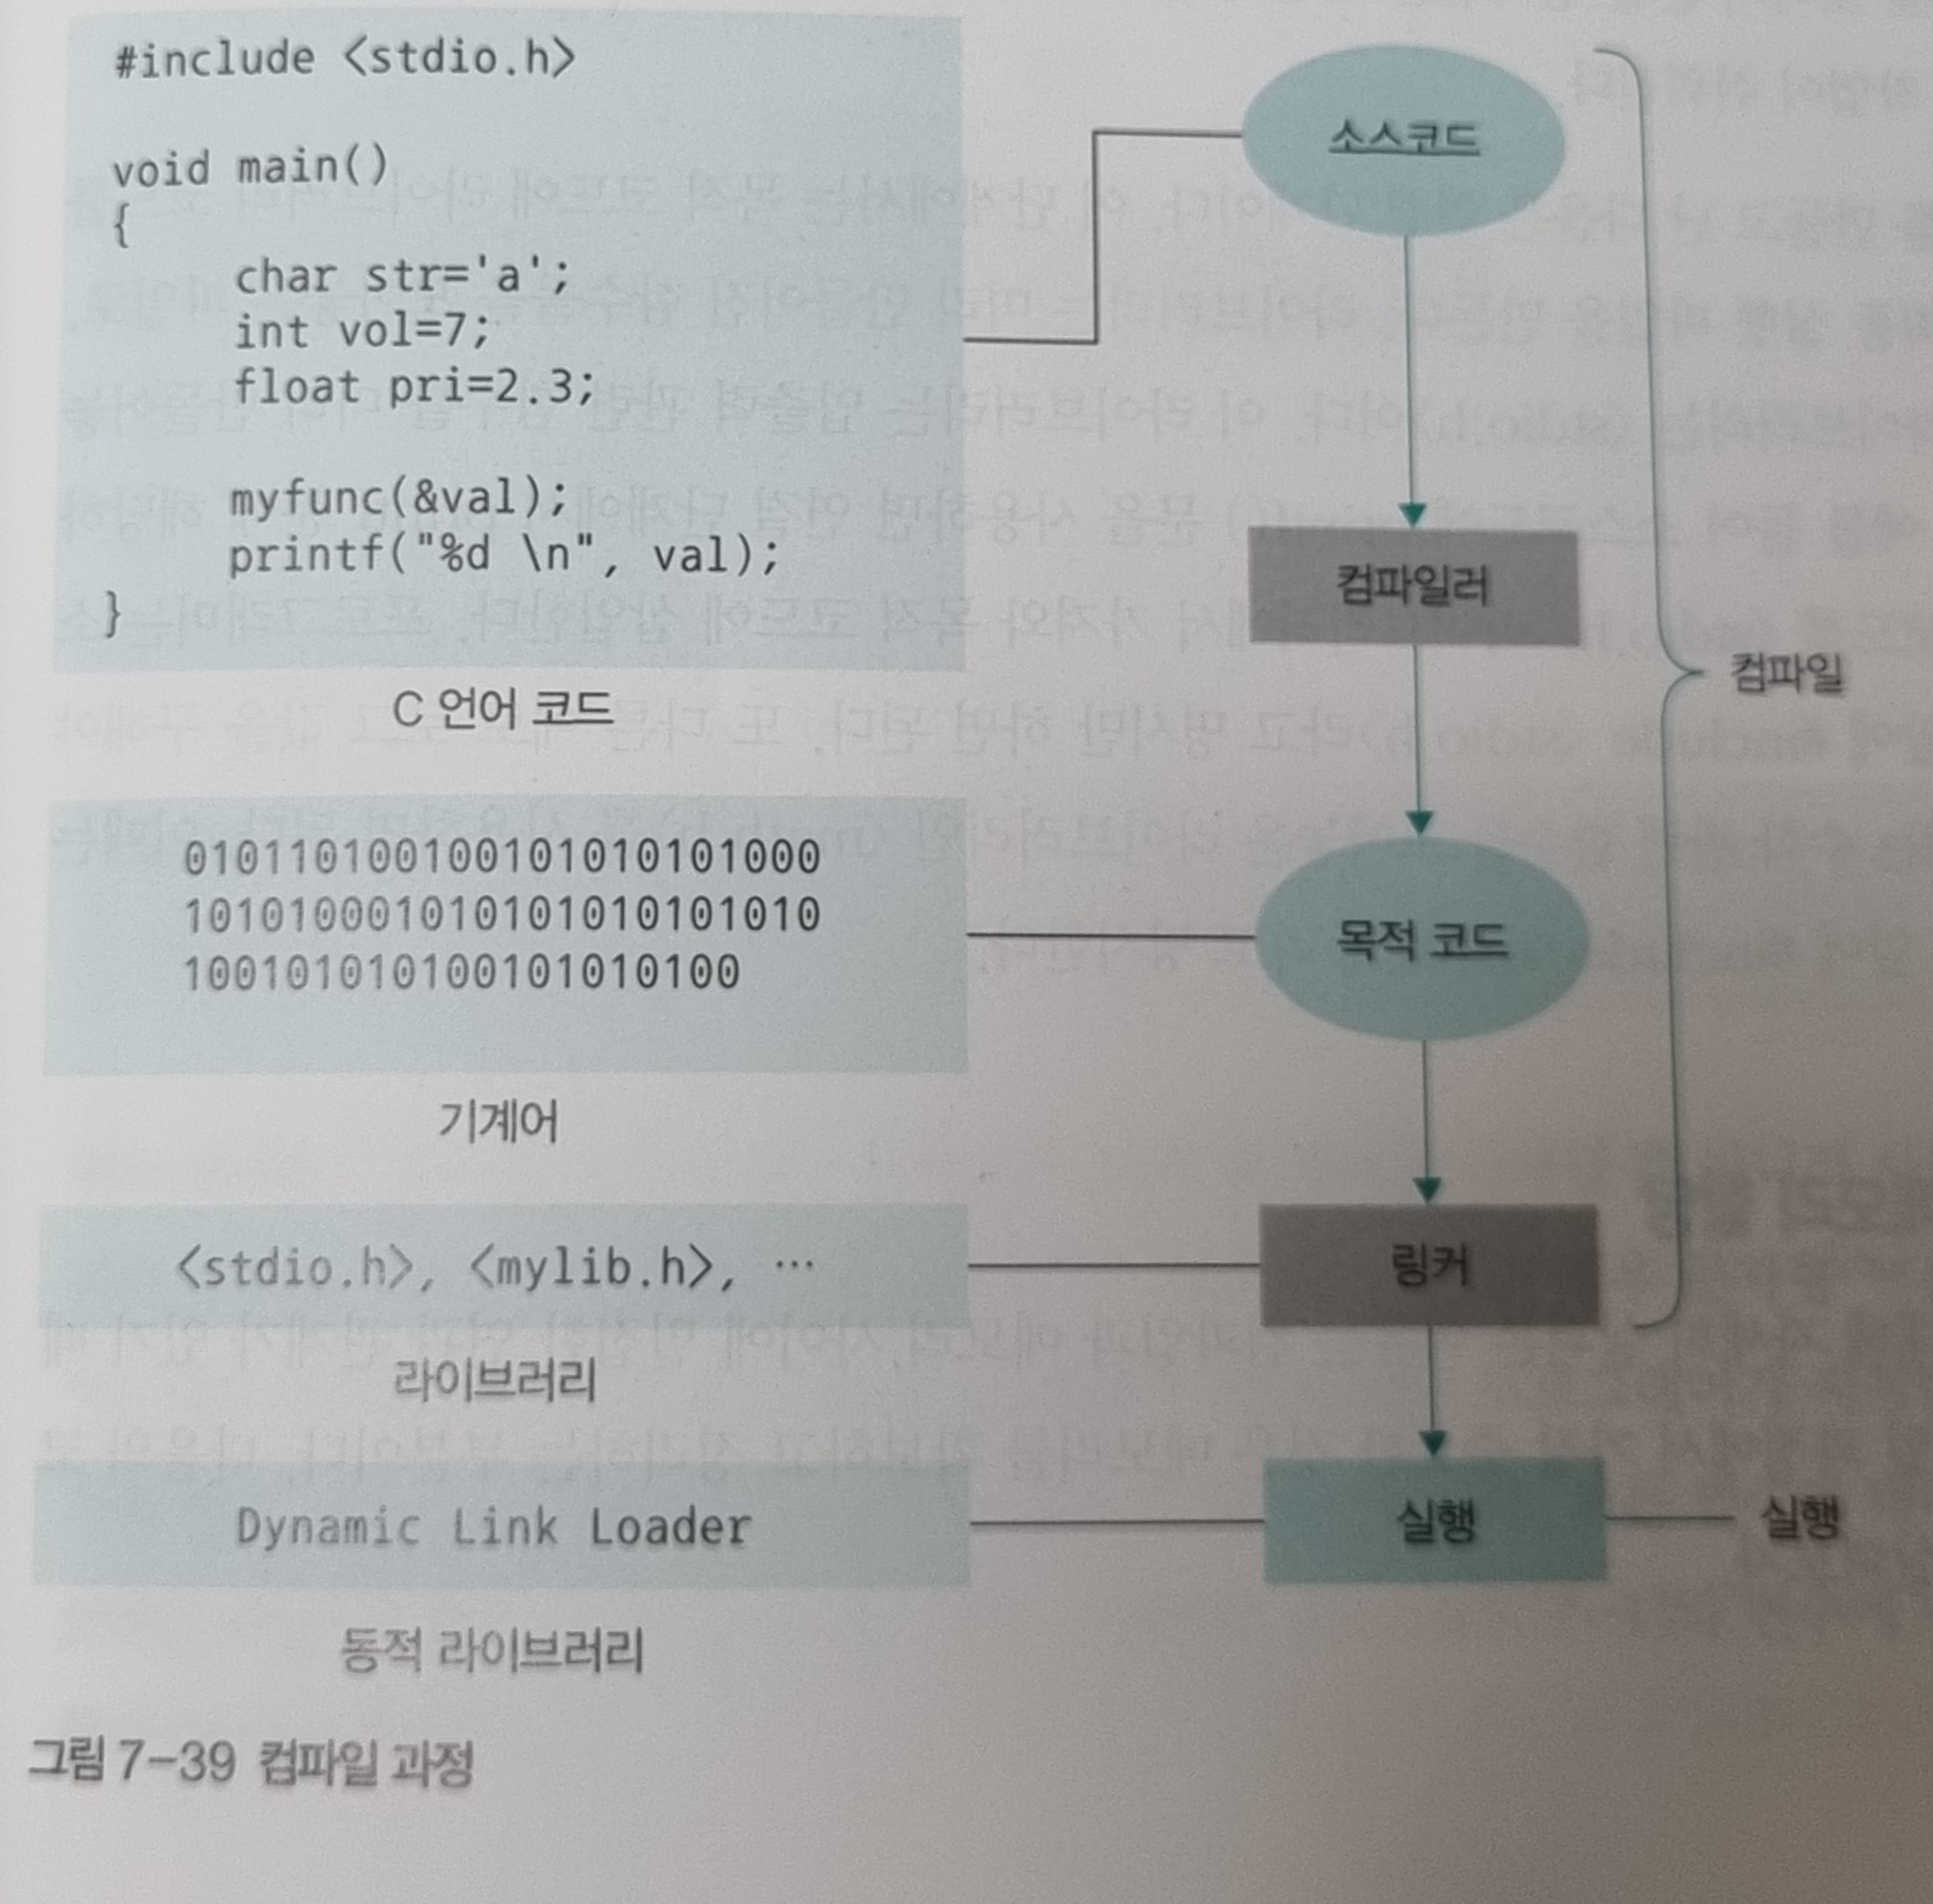 #include <stdio.h>
void main()
{
char str='a';
int vol=7;
float pri=2.3;
myfunc(&val);
printf("%d \n", val);
}
C 언어 코드
소스코드
컴파일러
컴파일
010110100100101010101000
101010001010101010101010
100101010100101010100
기계어
목적 코드
<stdio.h>, <mylib.h>, …
라이브러리
링커
Dynamic Link Loader
동적 라이브러리
실행
실행
그림 7-39 컴파일 과정